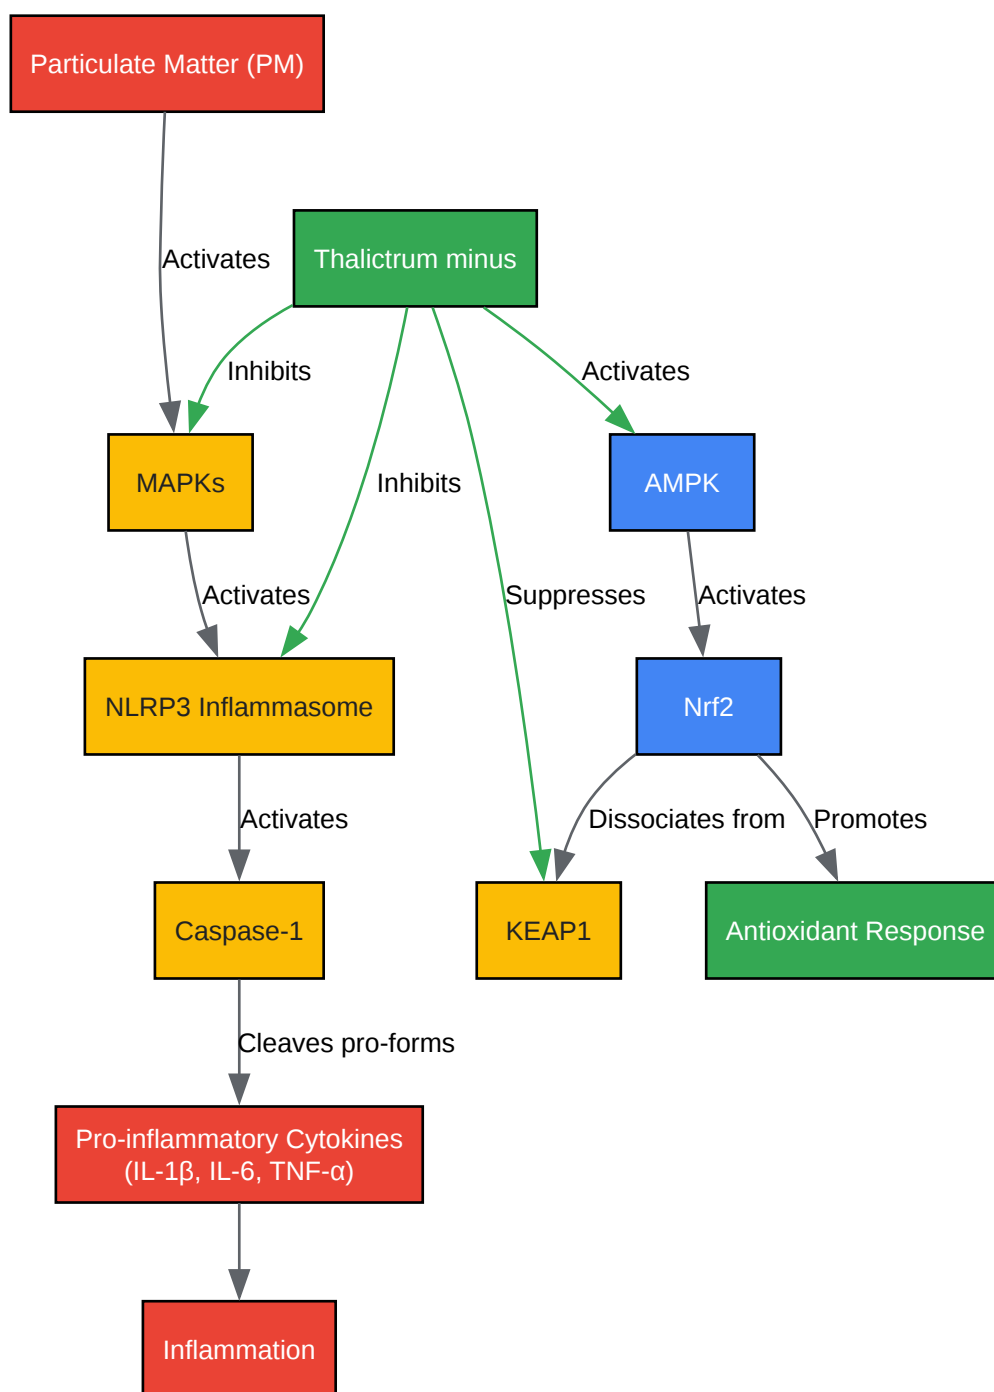 Particulate Matter (PM)
Activates
Thalictrum minus
Inhibits
Activates
MAPKs
Inhibits
AMPK
Activates
Suppresses
Activates
NLRP3 Inflammasome
Nrf2
Activates
Dissociates from
Promotes
Caspase-1
KEAP1
Antioxidant Response
Cleaves pro-forms
Pro-inflammatory Cytokines
(IL-1β, IL-6, TNF-α)
Inflammation